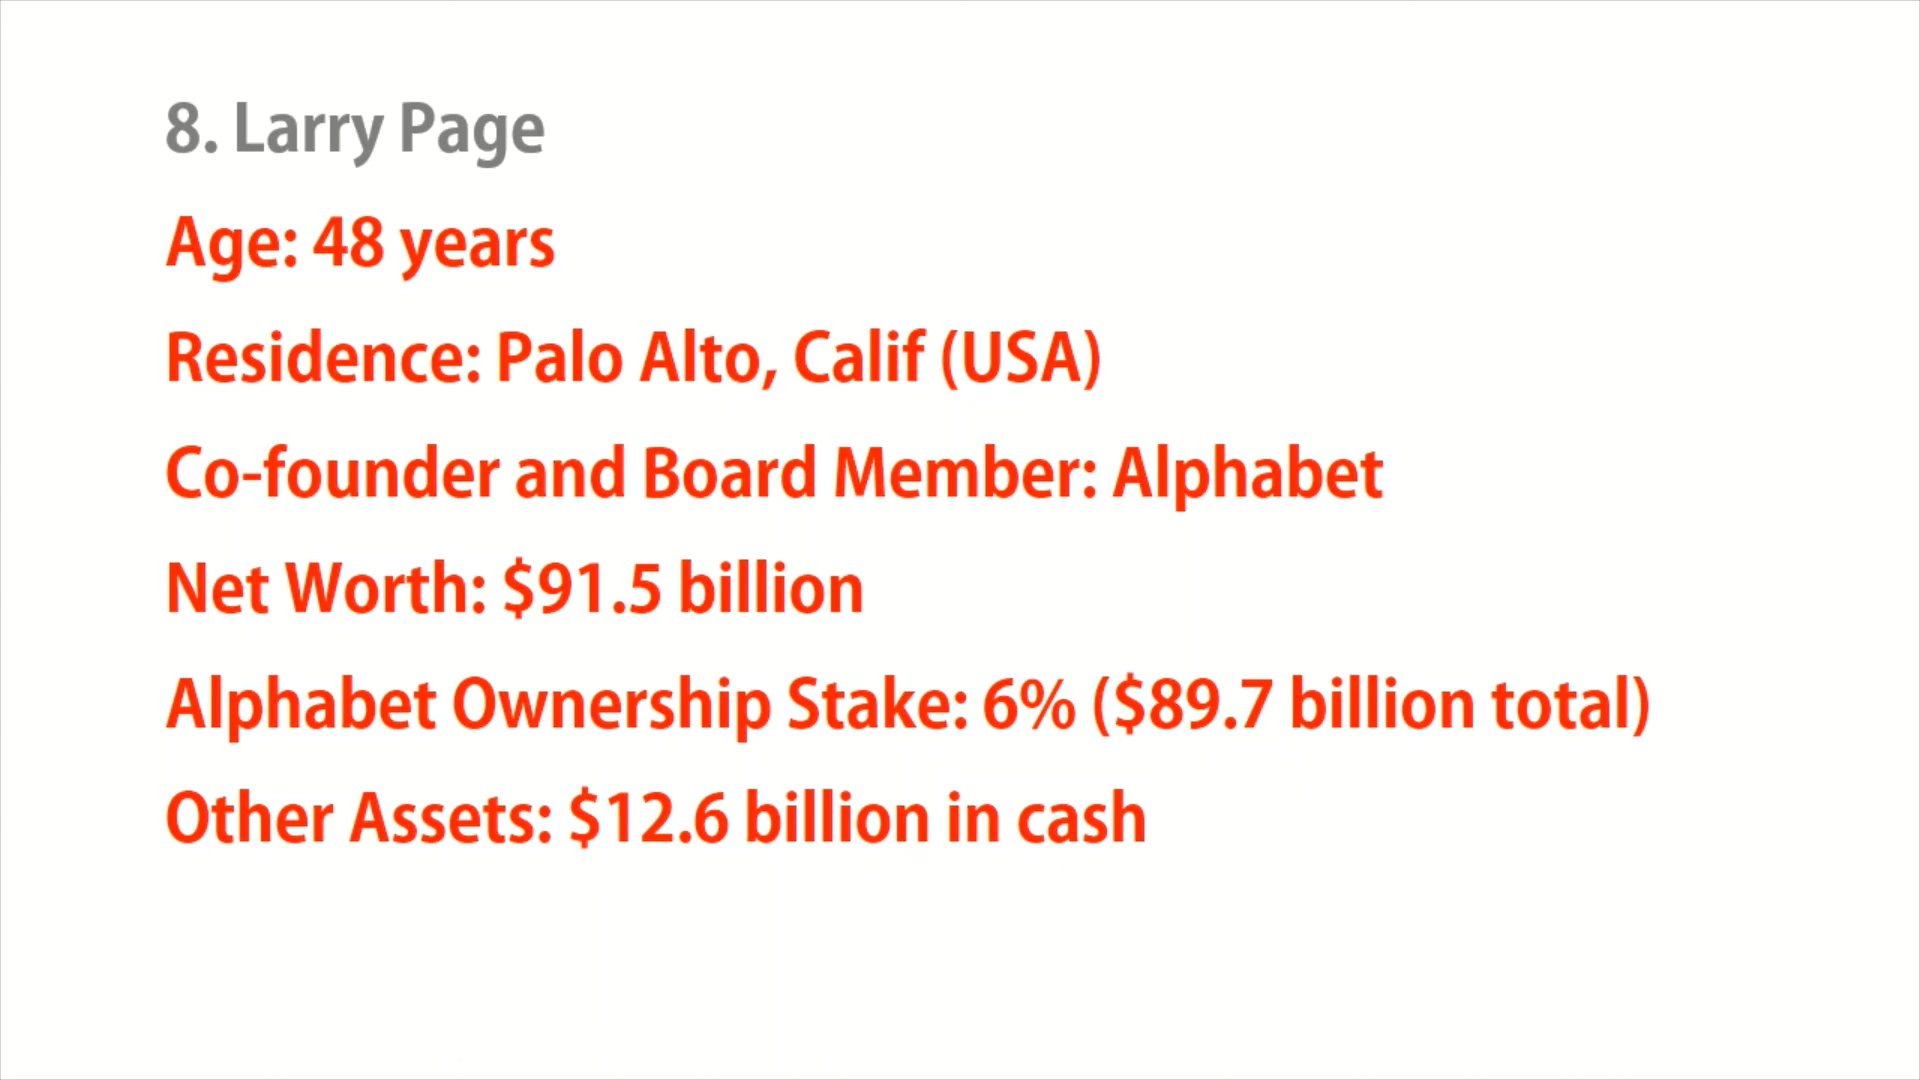 8. Larry Page
Age: 48 years
Residence: Palo Alto, Calif (USA)
Co-founder and Board Member: Alphabet
Net Worth: $91.5 billion
Alphabet Ownership Stake: 6% ($89.7 billion total)
Other Assets: $12.6 billion in cash